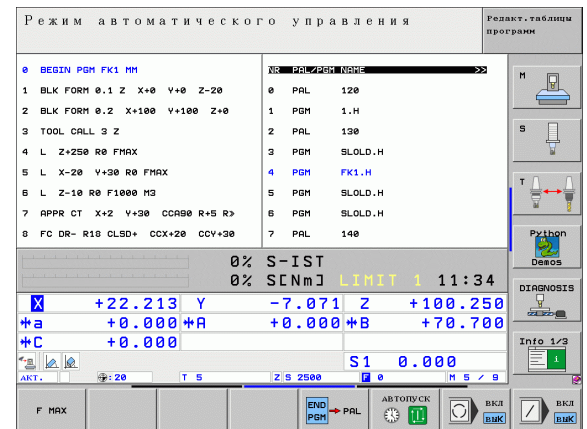 Режим автоматического управления
Редакт.таблицы
программ
0 BEGIN PGM FK1 MM
1 BLK FORM 0.1 Z X+0 Y+0 Z-20
2 BLK FORM 0.2 X+100 Y+100 Z+0
3 TOOL CALL 3 Z
4 L Z+250 R0 FMAX
5 L X-20 Y+30 R0 FMAX
6 L Z-10 R0 F1000 M3
7 APPR CT X+2 Y+30 CCA90 R+5 R»
8 FC DR- R18 CLSD+ CCX+20 CCY+30
NR PAL/PGM NAME >>
0 PAL 120
1 PGM 1.H
2 PAL 130
3 PGM SLOLD.H
4 PGM FK1.H
5 PGM SLOLD.H
6 PGM SLOLD.H
7 PAL 140
0% S-IST
0% S[Nm] LIMIT 1 11:34
X +22.213 Y -7.071 Z +100.250
a +0.000 A +0.000 B +70.700
C +0.000
S1 0.000
АКТ. :20 T 5 Z S 2500 F 0 M 5 / 9
M
S
T
Python
Demos
DIAGNOSIS
Info 1/3
F MAX
END
PGM
PAL
АВТОПУСК
ВКЛ
ВЫК
ВКЛ
ВЫК